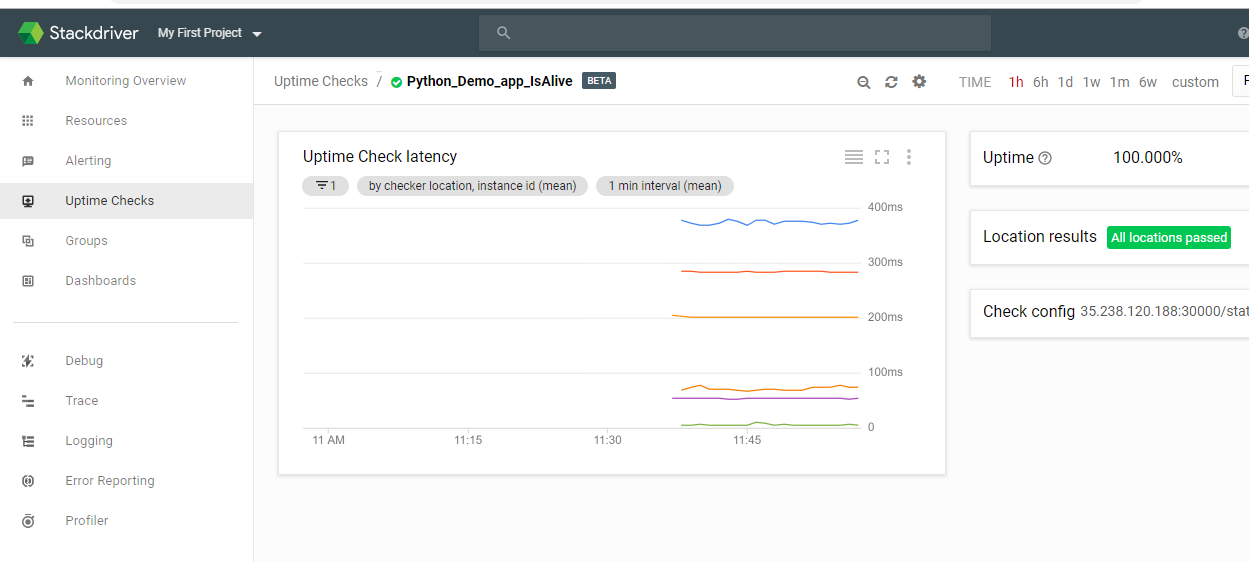 Stackdriver My First Project
Monitoring Overview
Resources
Alerting
Uptime Checks
Groups
Dashboards
Debug
Trace
Logging
Error Reporting
Profiler
Uptime Checks / Python_Demo_app_IsAlive BETA
TIME 1h 6h 1d 1w 1m 6w custom
Uptime Check latency
1 by checker location, instance id (mean) 1 min interval (mean)
400ms
300ms
200ms
100ms
0
11 AM 11:15 11:30 11:45
Uptime 100.000%
Location results All locations passed
Check config 35.238.120.188:30000/stat